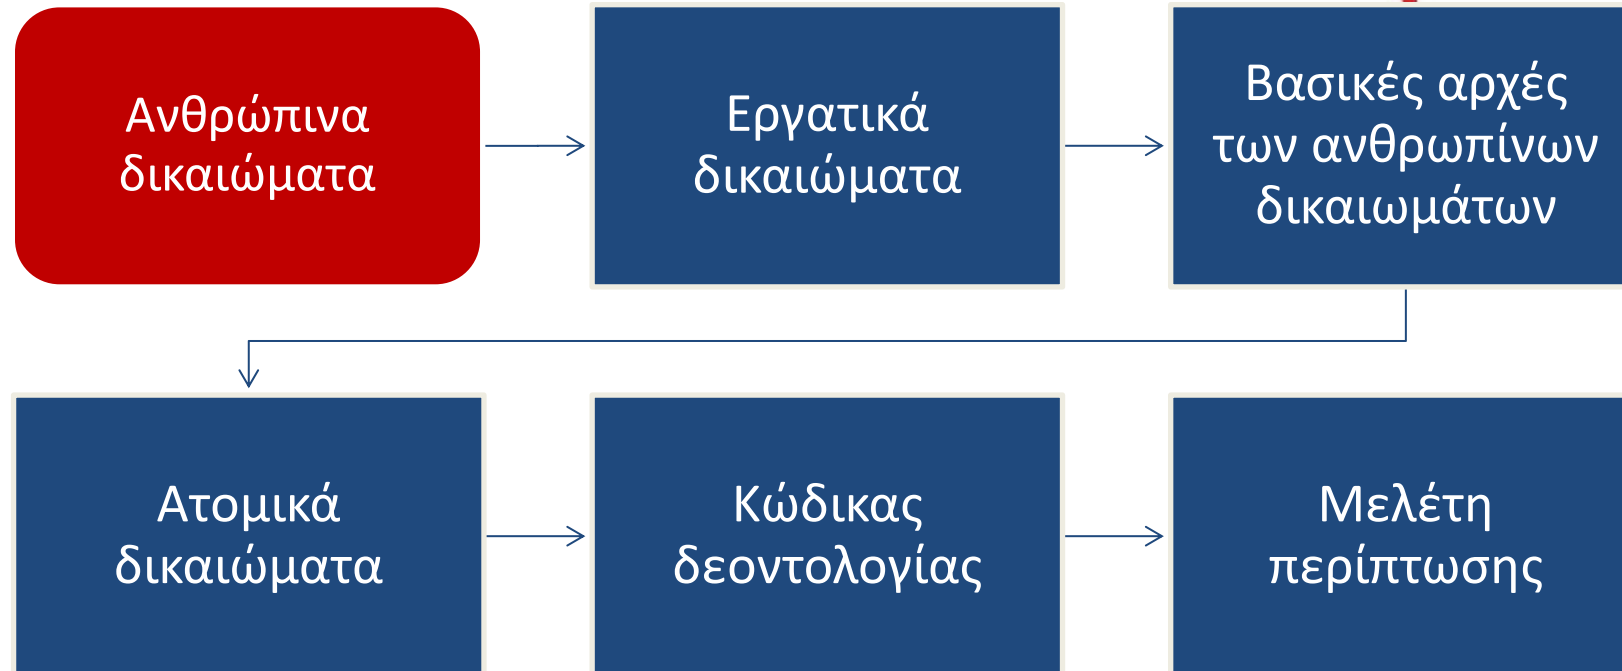 Ανθρώπινα
δικαιώματα
Εργατικά
δικαιώματα
Βασικές αρχές
των ανθρωπίνων
δικαιωμάτων
Ατομικά
δικαιώματα
Κώδικας
δεοντολογίας
Μελέτη
περίπτωσης